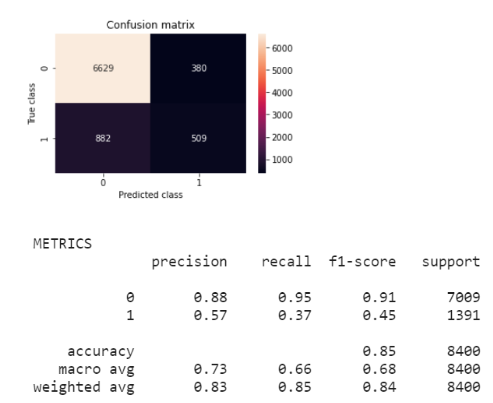 Confusion matrix
True class
0
6629
380
1
882
509
0
1
Predicted class
6000
5000
4000
3000
2000
1000
METRICS
precision recall f1-score support
0 0.88 0.95 0.91 7009
1 0.57 0.37 0.45 1391
accuracy 0.85 8400
macro avg 0.73 0.66 0.68 8400
weighted avg 0.83 0.85 0.84 8400